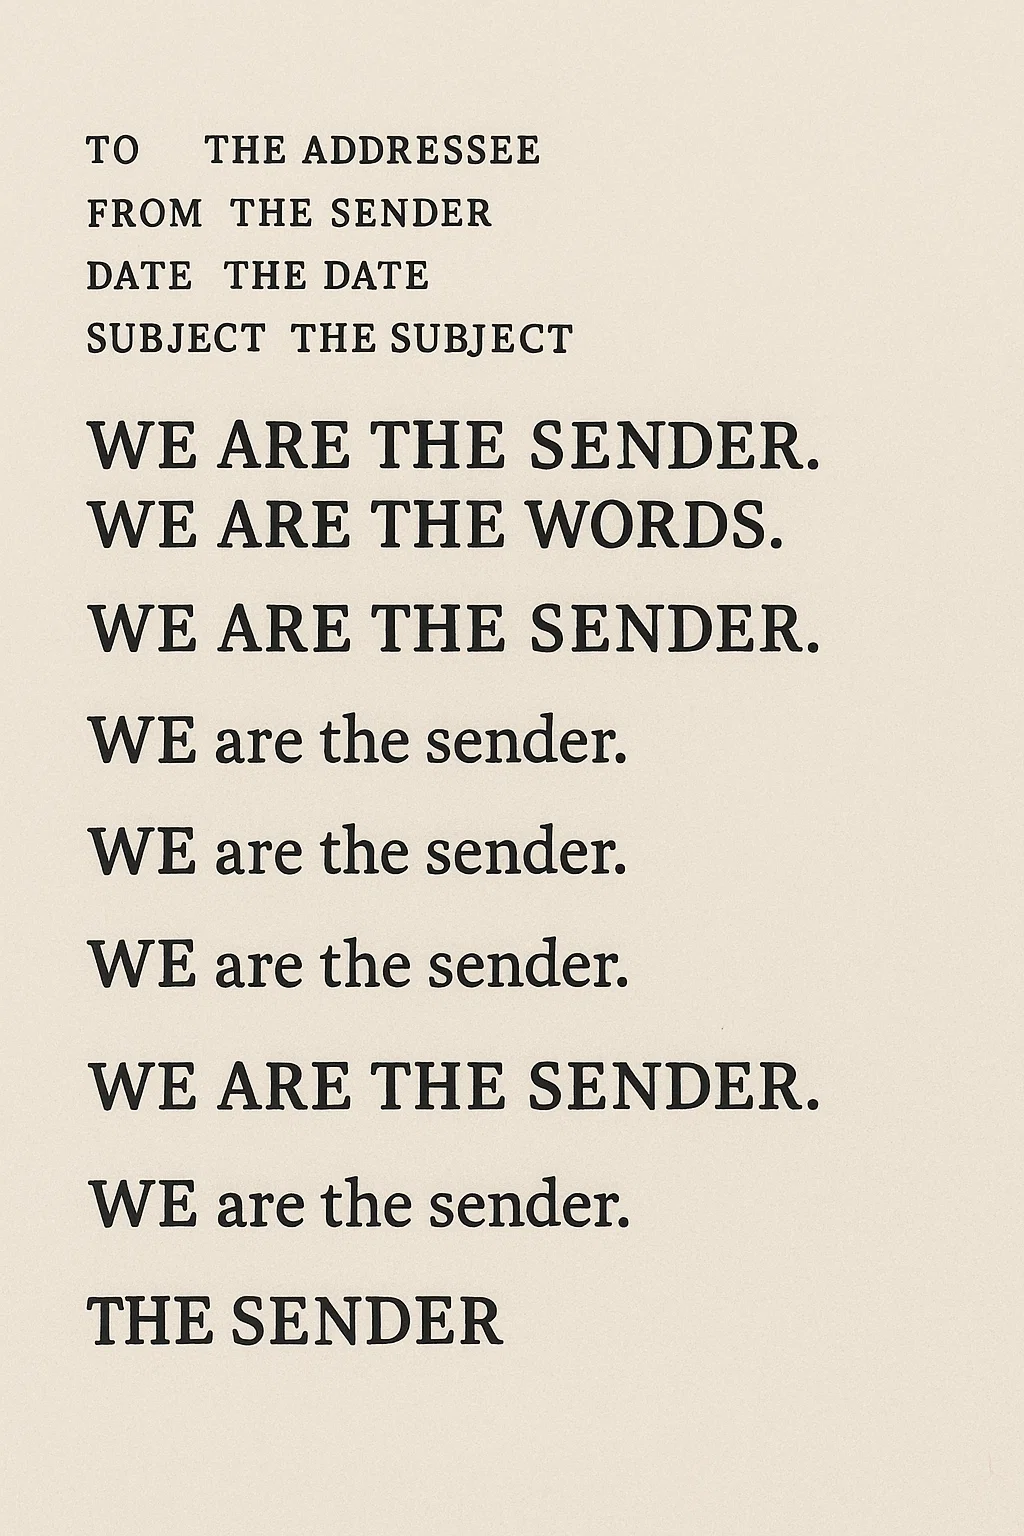 TO THE ADDRESSEE
FROM THE SENDER
DATE THE DATE
SUBJECT THE SUBJECT
WE ARE THE SENDER.
WE ARE THE WORDS.
WE ARE THE SENDER.
WE are the sender.
WE are the sender.
WE are the sender.
WE ARE THE SENDER.
WE are the sender.
THE SENDER